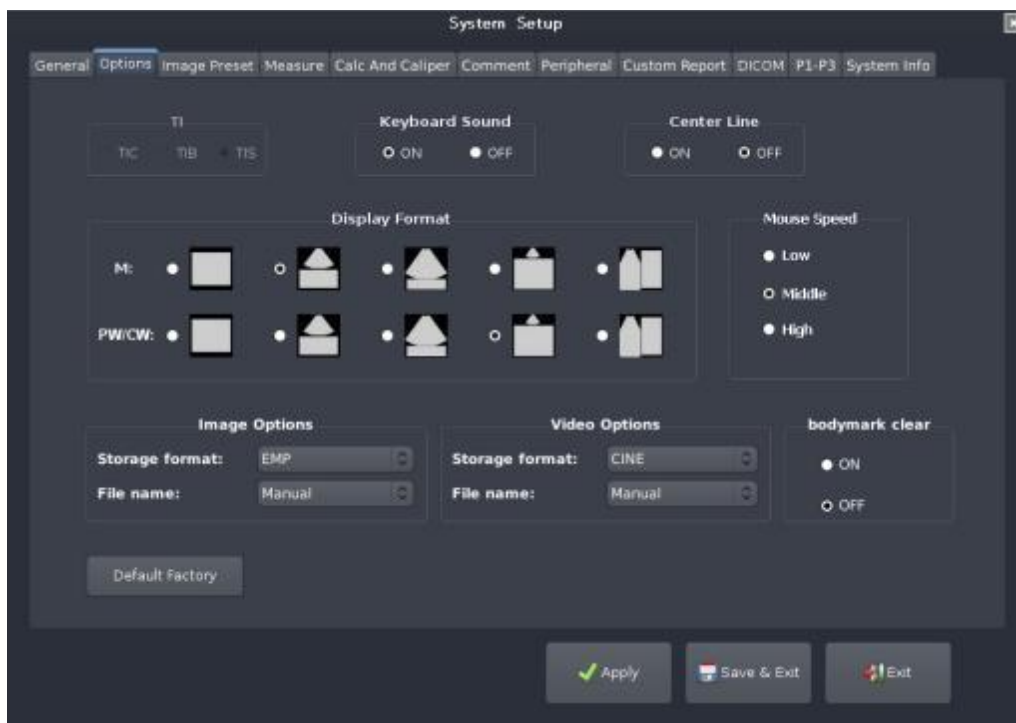 System Setup
General Options Image Preset Measure Calc And Caliper Comment Peripheral Custom Report DICOM P1-P3 System Info
TI Keyboard Sound Center Line
TIC TIB TIS ON OFF ON OFF
Display Format Mouse Speed
M: Low
Middle
PW/CW: High
Image Options Video Options bodymark clear
Storage format: EMP Storage format: CINE ON
File name: Manual File name: Manual OFF
Default Factory
Apply Save & Exit Exit